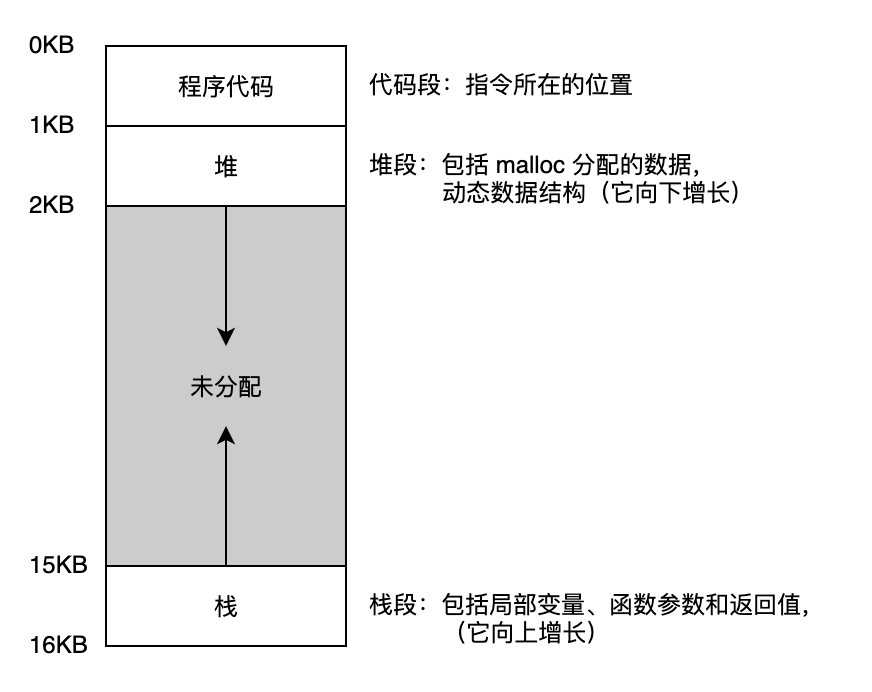 0KB
程序代码
代码段：指令所在的位置
1KB
堆
堆段：包括 malloc 分配的数据，
动态数据结构（它向下增长）
2KB
未分配
15KB
栈
栈段：包括局部变量、函数参数和返回值，
（它向上增长）
16KB